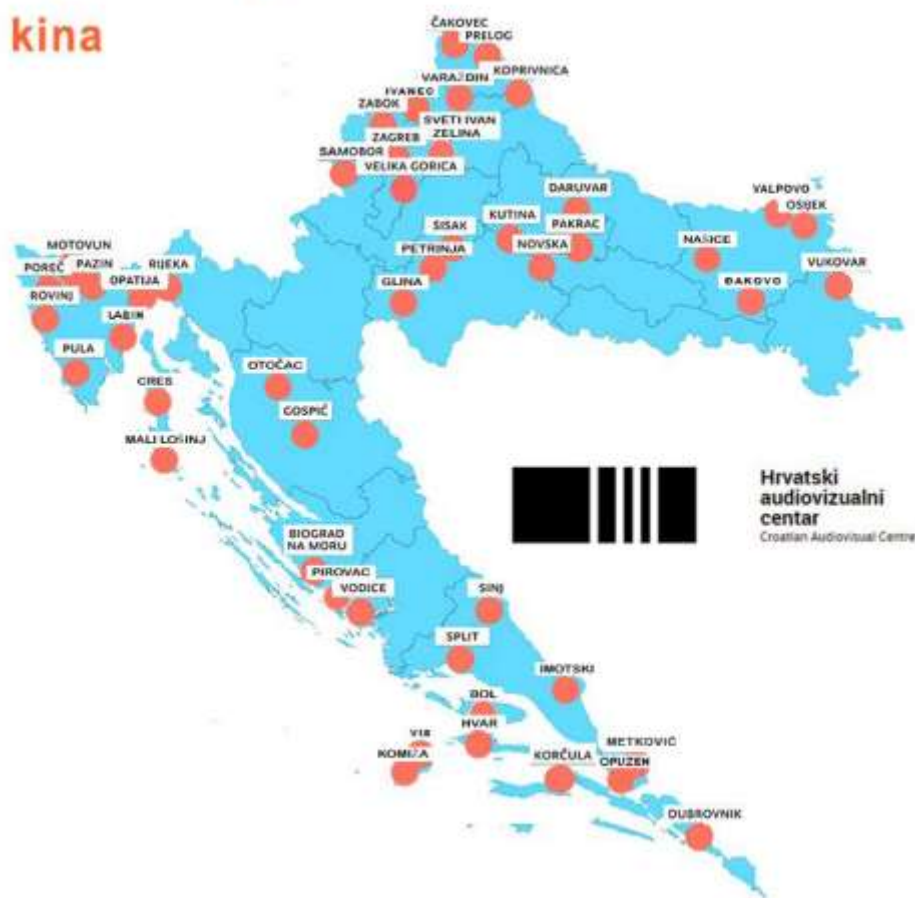 kina
ČAKOVEC
PRELOG
KOPRIVNICA
VARAŽDIN
IVANEC
ZABOK
SVETI IVAN
ZELINA
ZAGREB
SAMOBOR
VELIKA GORICA
DARUVAR
VALPOVO
OSIJEK
KUTINA
PAKRAC
SISAK
NAŠICE
NOVSKA
PETRINJA
VUKOVAR
MOTOVUN
POREČ
PAZIN
RIJEKA
OPATIJA
GLINA
ĐAKOVO
ROVINJ
LABIN
PULA
OTOČAC
CRES
GOSPIĆ
MALI LOŠINJ
Hrvatski
audiovizualni
centar
Croatian Audiovisual Centre
BIOGRAD
NA MORU
PIROVAC
VODICE
SINJ
SPLIT
IMOTSKI
BOL
HVAR
VIS
METKOVIĆ
KOMIŽA
KORČULA
OPUZEN
DUBROVNIK